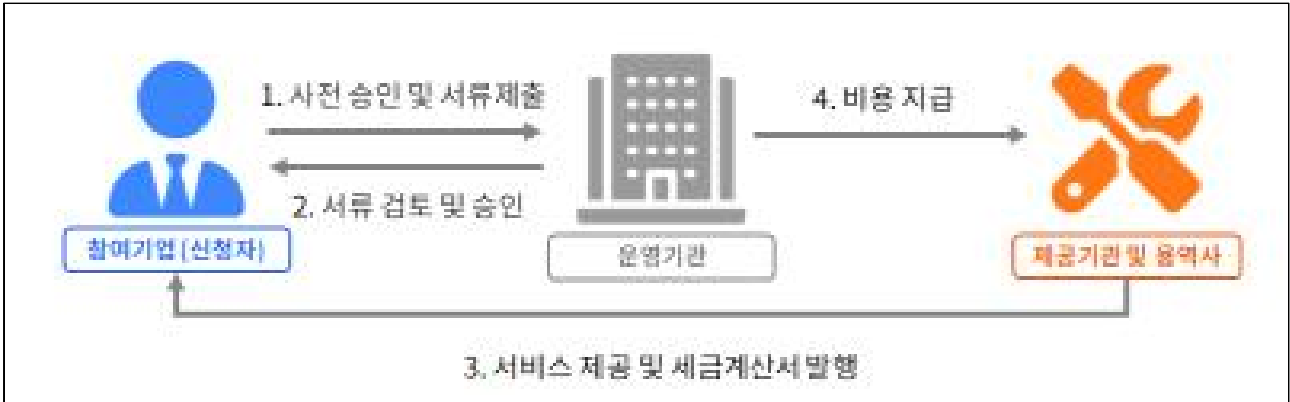 1. 사전 승인 및 서류제출
4. 비용 지급
2. 서류 검토 및 승인
참여기업 (신청자)
운영기관
제공기관 및 용역사
3. 서비스 제공 및 세금계산서 발행